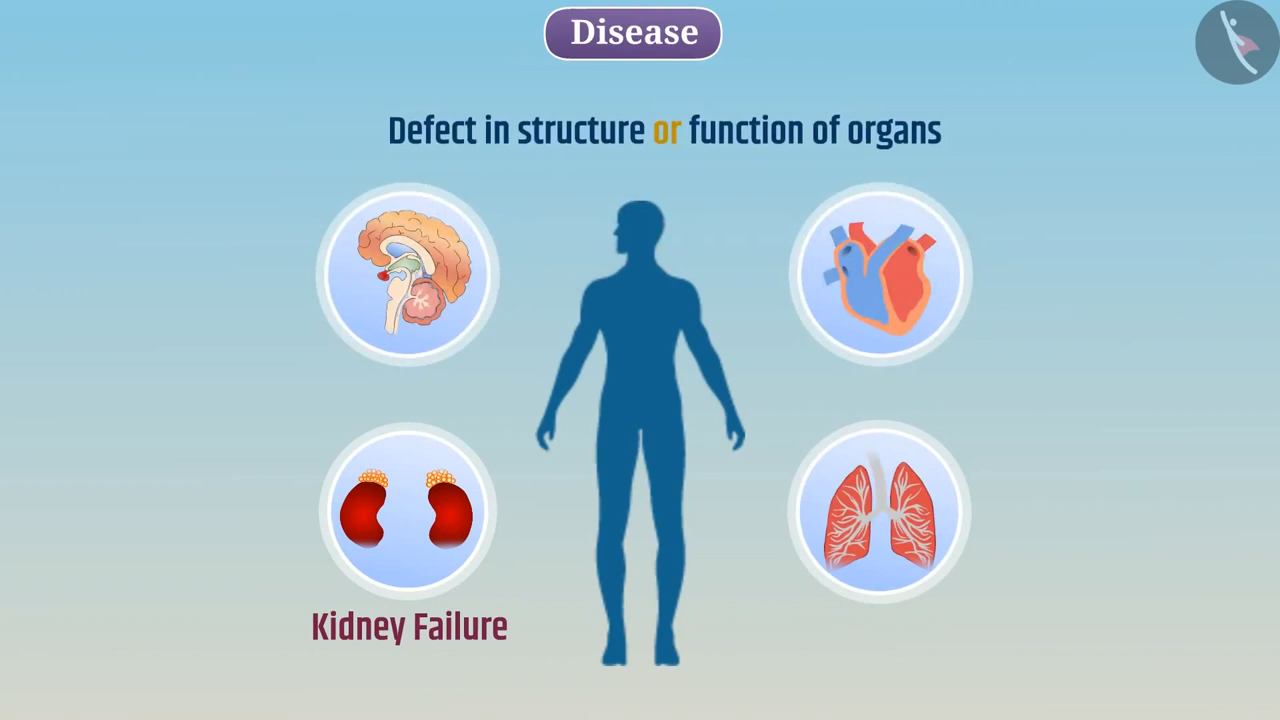 Disease
Defect in structure or function of organs
Kidney Failure